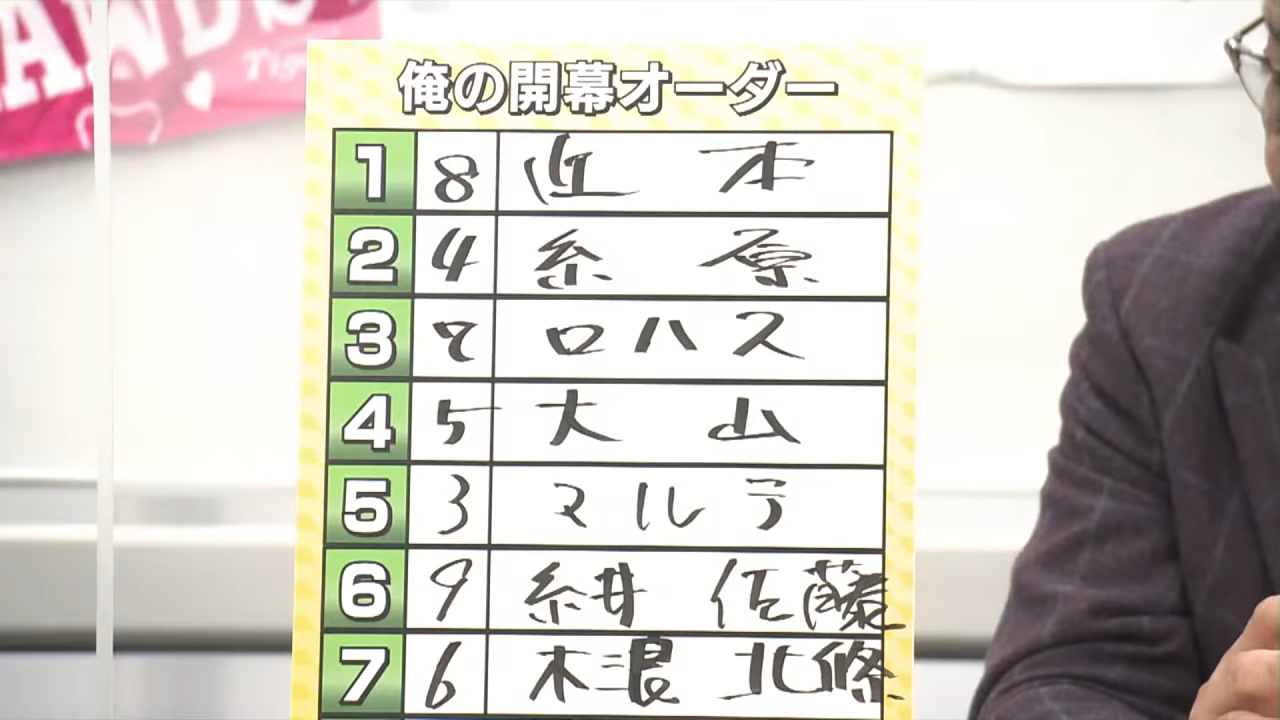 ANDS
Tig
俺の開幕オーダー
1 8 近本
2 4 糸原
3 7 ロハス
4 5 大山
5 3 マルテ
6 9 糸井 佐藤
7 6 木浪 北條